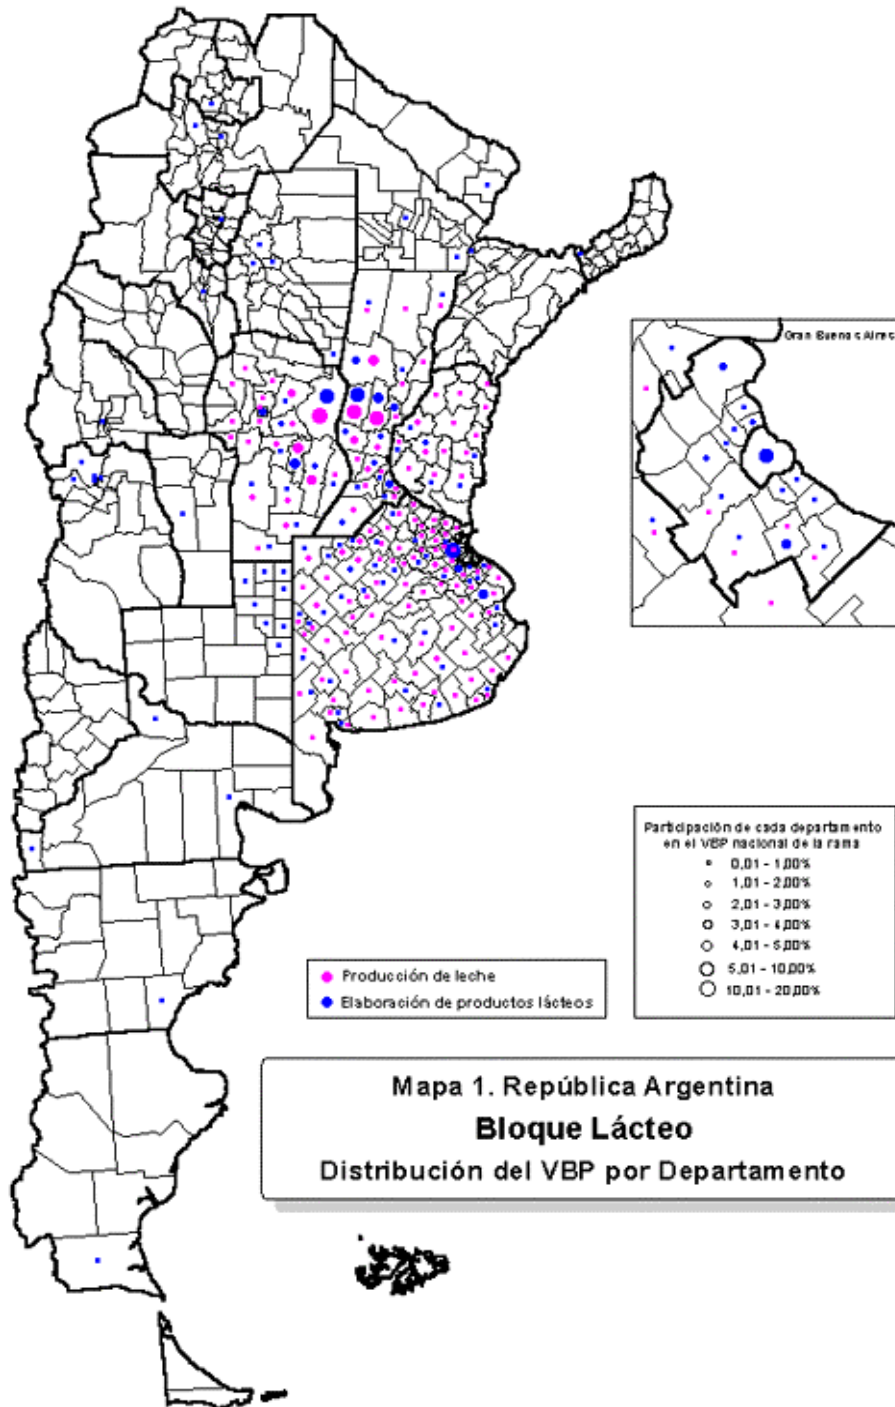 Gran Buenos Aires
Participación de cada departamento
en el VBP nacional de la rama
0,01 - 1,00%
1,01 - 2,00%
2,01 - 3,00%
3,01 - 4,00%
4,01 - 5,00%
5,01 - 10,00%
10,01 - 20,00%
Producción de leche
Elaboración de productos lácteos
Mapa 1. República Argentina
Bloque Lácteo
Distribución del VBP por Departamento